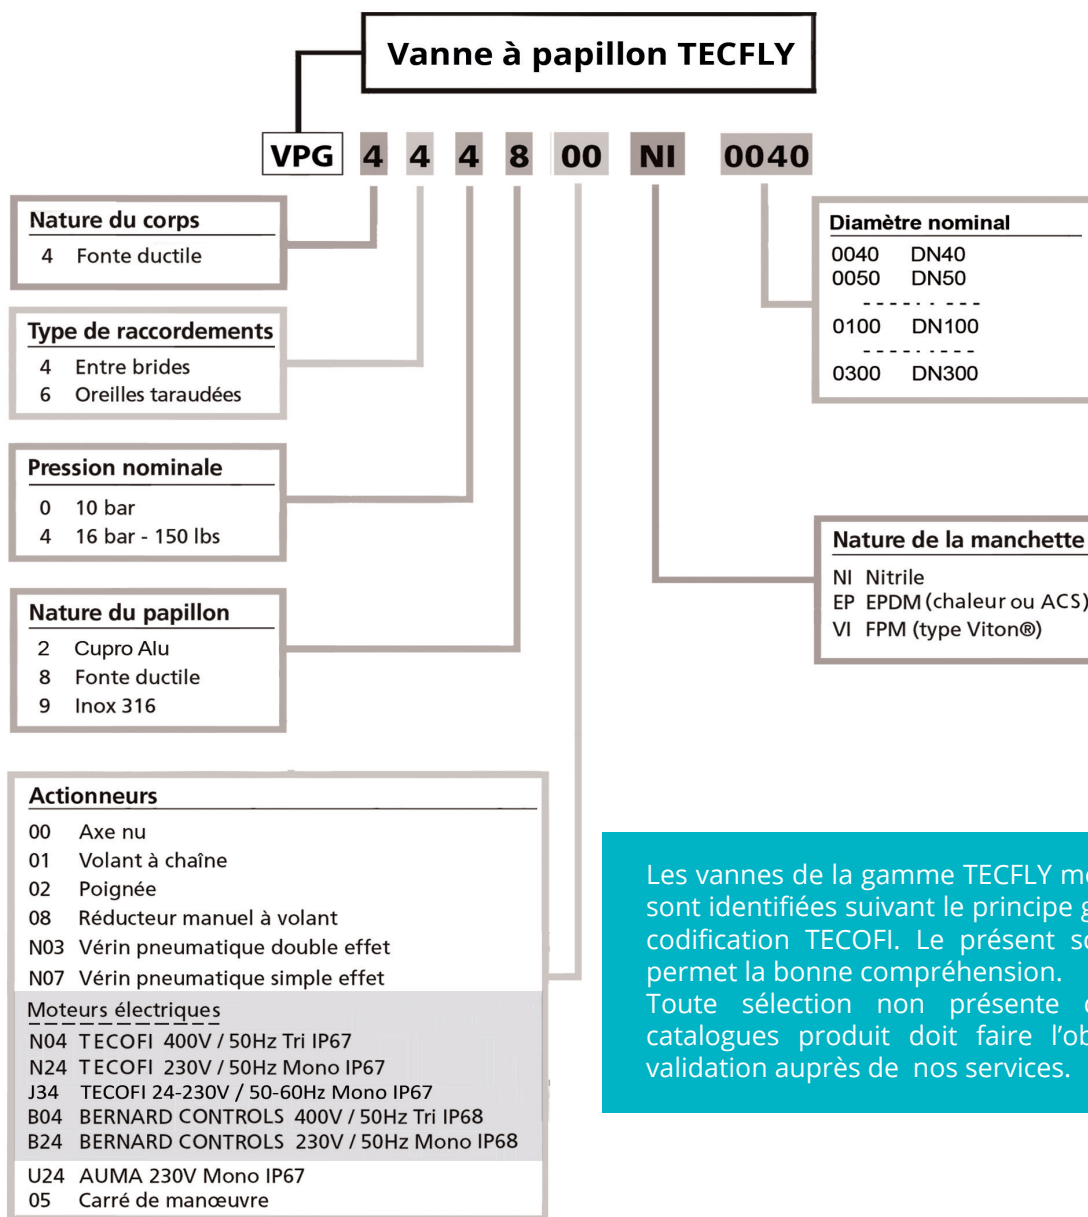 Vanne à papillon TECFLY
VPG 4 4 4 8 00 NI 0040
Nature du corps
4 Fonte ductile
Type de raccordements
4 Entre brides
6 Oreilles taraudées
Pression nominale
0 10 bar
4 16 bar - 150 lbs
Nature du papillon
2 Cupro Alu
8 Fonte ductile
9 Inox 316
Actionneurs
00 Axe nu
01 Volant à chaîne
02 Poignée
08 Réducteur manuel à volant
N03 Vérin pneumatique double effet
N07 Vérin pneumatique simple effet
Moteurs électriques
N04 TECOFI 400V / 50Hz Tri IP67
N24 TECOFI 230V / 50Hz Mono IP67
J34 TECOFI 24-230V / 50-60Hz Mono IP67
B04 BERNARD CONTROLS 400V / 50Hz Tri IP68
B24 BERNARD CONTROLS 230V / 50Hz Mono IP68
U24 AUMA 230V Mono IP67
05 Carré de manœuvre
Diamètre nominal
0040 DN40
0050 DN50
0100 DN100
0300 DN300
Nature de la manchette
NI Nitrile
EP EPDM (chaleur ou ACS)
VI FPM (type Viton®)
Les vannes de la gamme TECFLY
sont identifiées suivant le principe
codification TECOFI. Le présent
permet la bonne compréhension.
Toute sélection non présente
catalogues produit doit faire
validation auprès de nos services.